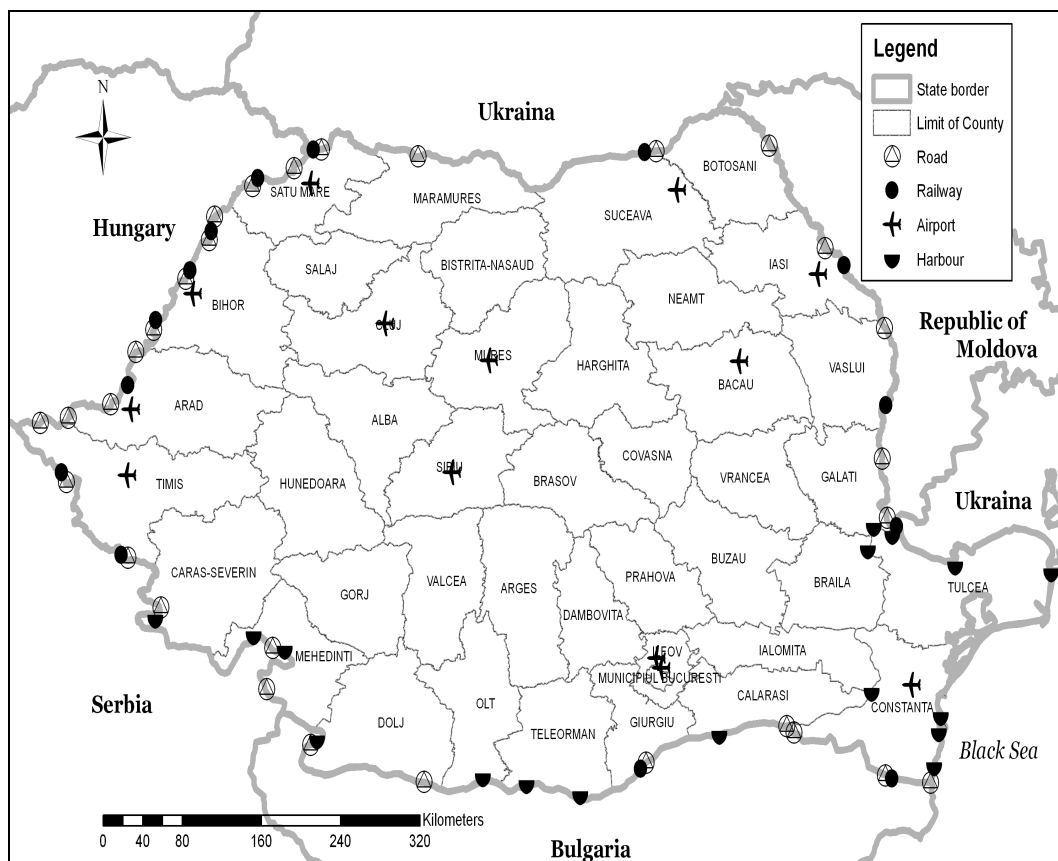 Legend
State border
Limit of County
Road
Railway
Airport
Harbour
N
Ukraina
Hungary
Republic of
Moldova
Ukraina
Serbia
Black Sea
Bulgaria
BOTOSANI
SATU MARE
MARAMURES
SUCEAVA
SALAJ
BISTRITA-NASAUD
IASI
NEAMT
BIHOR
CLUJ
MURES
HARGHITA
BACAU
VASLUI
ARAD
ALBA
SIBIU
COVASNA
BRASOV
VRANCEA
GALATI
TIMIS
HUNEDOARA
CARAS-SEVERIN
GORJ
VALCEA
ARGES
PRAHOVA
BUZAU
BRAILA
TULCEA
DAMBOVITA
MEHEDINTI
ILFOV
IALOMITA
MUNICIPIUL BUCURESTI
CALARASI
CONSTANTA
DOLJ
OLT
TELEORMAN
GIURGIU
Kilometers
0 40 80 160 240 320